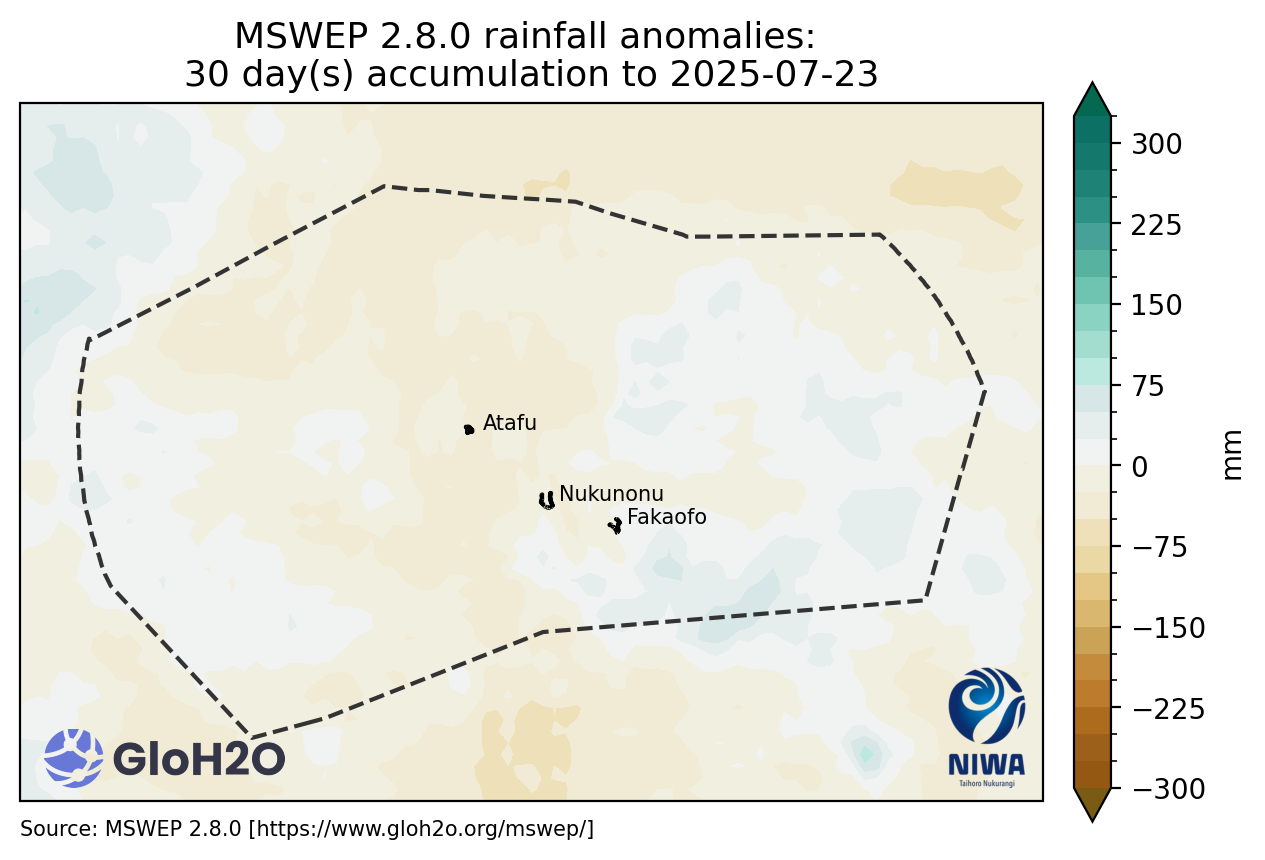 MSWEP 2.8.0 rainfall anomalies:
30 day(s) accumulation to 2025-07-23
300
225
150
75
0
−75
−150
−225
−300
mm
Atafu
Nukunonu
Fakaofo
GloH2O
NIWA
Taihoro Nukurangi
Source: MSWEP 2.8.0 [https://www.gloh2o.org/mswep/]